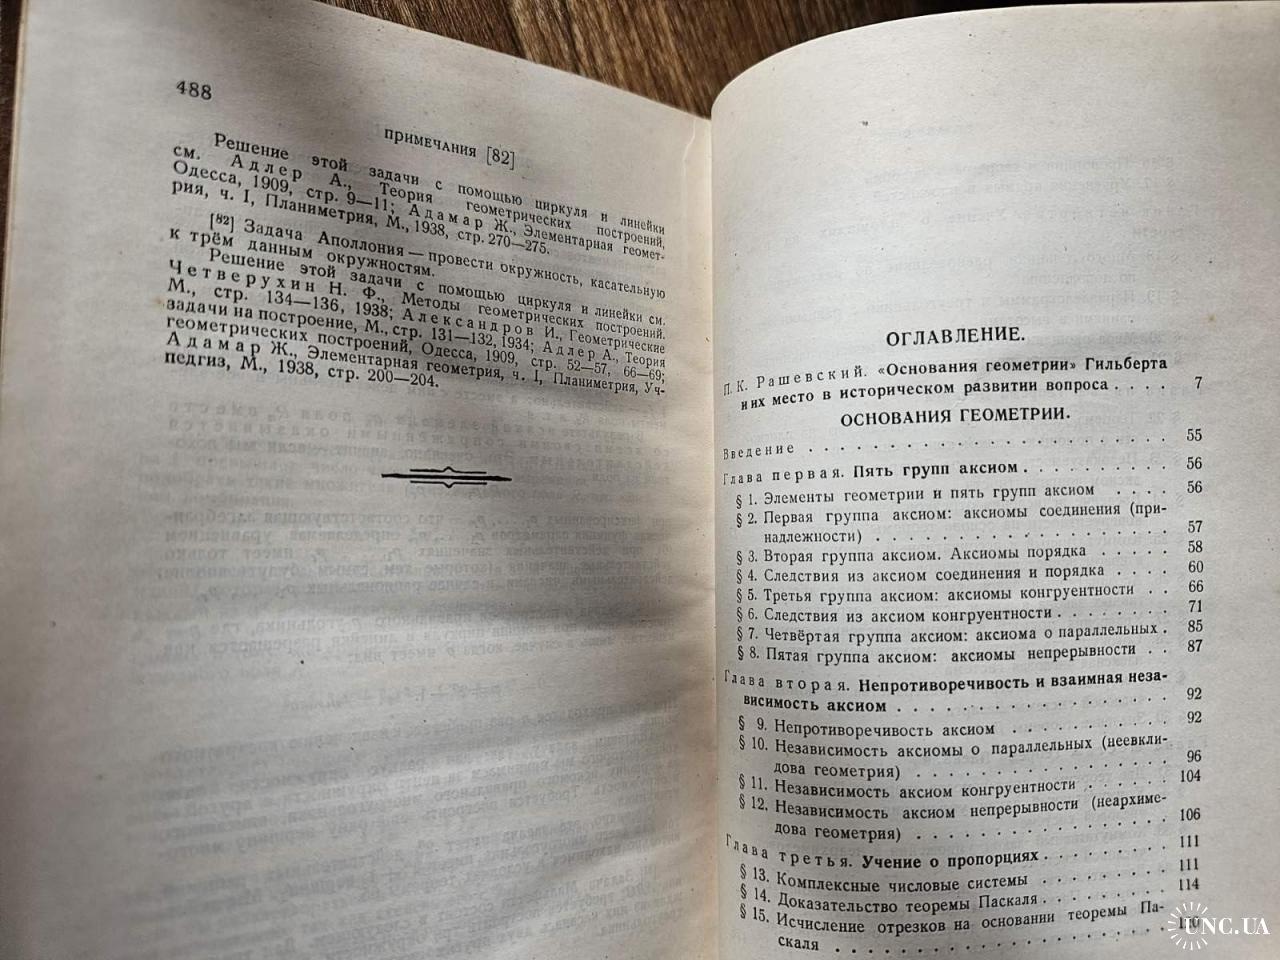 488
ПРИМЕЧАНИЯ [82]
Решение этой задачи с помощью циркуля и линейки
см. Адлер А., Теория геометрических построений,
Одесса, 1909, стр. 9—11; Адамар Ж., Элементарная геомет-
рия, ч. I, Планиметрия, М., 1938, стр. 270—275.
[82] Задача Аполлония — провести окружность, касательную
к трём данным окружностям.
Решение этой задачи с помощью циркуля и линейки см.
Четверухин Н. Ф., Методы геометрических построений.
М., стр. 134—136, 1938; Александров И., Геометрические
задачи на построение, М., стр. 131—132, 1934; Адлер А., Теория
геометрических построений, Одесса, 1909, стр. 52—57, 66—69;
Адамар Ж., Элементарная геометрия, ч. I, Планиметрия, Уч-
педгиз, М., 1938, стр. 200—204.
ОГЛАВЛЕНИЕ.
П. К. Рашевский. «Основания геометрии» Гильберта
и их место в историческом развитии вопроса . . . . 7
ОСНОВАНИЯ ГЕОМЕТРИИ.
Введение . . . . . . . . . . . . . . . . . . . . 55
Глава первая. Пять групп аксиом . . . . . . . . . . 56
§ 1. Элементы геометрии и пять групп аксиом . . . . 56
§ 2. Первая группа аксиом: аксиомы соединения (при-
надлежности) . . . . . . . . . . . . . . . . . 57
§ 3. Вторая группа аксиом. Аксиомы порядка . . . . . 58
§ 4. Следствия из аксиом соединения и порядка . . . . 60
§ 5. Третья группа аксиом: аксиомы конгруентности . . 66
§ 6. Следствия из аксиом конгруентности . . . . . . . 71
§ 7. Четвёртая группа аксиом: аксиома о параллельных . 85
§ 8. Пятая группа аксиом: аксиомы непрерывности . . 87
Глава вторая. Непротиворечивость и взаимная неза-
висимость аксиом . . . . . . . . . . . . . . . . 92
§ 9. Непротиворечивость аксиом . . . . . . . . . . 92
§ 10. Независимость аксиомы о параллельных (неевкли-
дова геометрия) . . . . . . . . . . . . . . . 96
§ 11. Независимость аксиом конгруентности . . . . . . 104
§ 12. Независимость аксиом непрерывности (неархиме-
дова геометрия) . . . . . . . . . . . . . . . 106
Глава третья. Учение о пропорциях . . . . . . . . . 111
§ 13. Комплексные числовые системы . . . . . . . . . 111
§ 14. Доказательство теоремы Паскаля . . . . . . . . . 114
§ 15. Исчисление отрезков на основании теоремы Па-
скаля . . . . . . . . . . . . . . . . . . .
UNC.UA